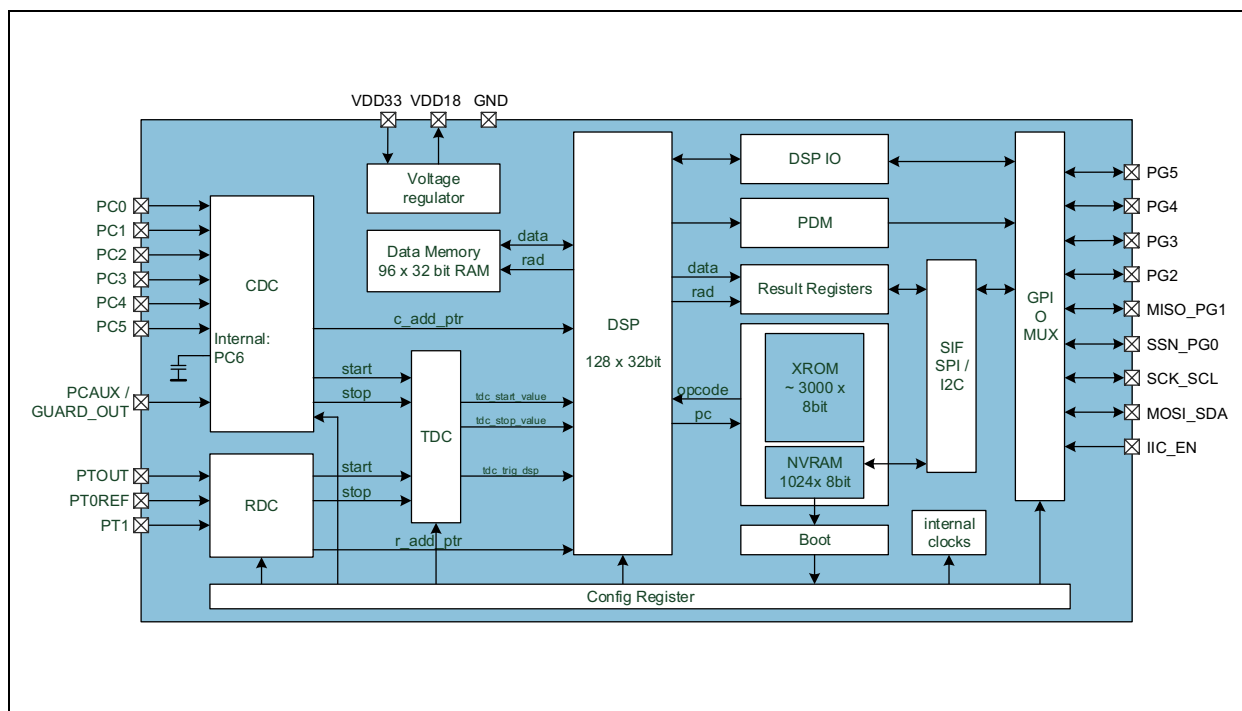 VDD33
VDD18
GND
Voltage
regulator
DSP IO
PDM
Data Memory
96 x 32 bit RAM
data
rad
PC0
PC1
PC2
PC3
PC4
PC5
CDC
Internal:
PC6
c_add_ptr
PCAUX /
GUARD_OUT
start
stop
TDC
tdc_start_value
tdc_stop_value
tdc_trig_dsp
PTOUT
PT0REF
PT1
RDC
start
stop
r_add_ptr
DSP
128 x 32bit
data
rad
Result Registers
opcode
pc
XROM
~ 3000 x
8bit
NVRAM
1024x 8bit
Boot
SIF
SPI /
I2C
internal
clocks
GPI
O
MUX
PG5
PG4
PG3
PG2
MISO_PG1
SSN_PG0
SCK_SCL
MOSI_SDA
IIC_EN
Config Register